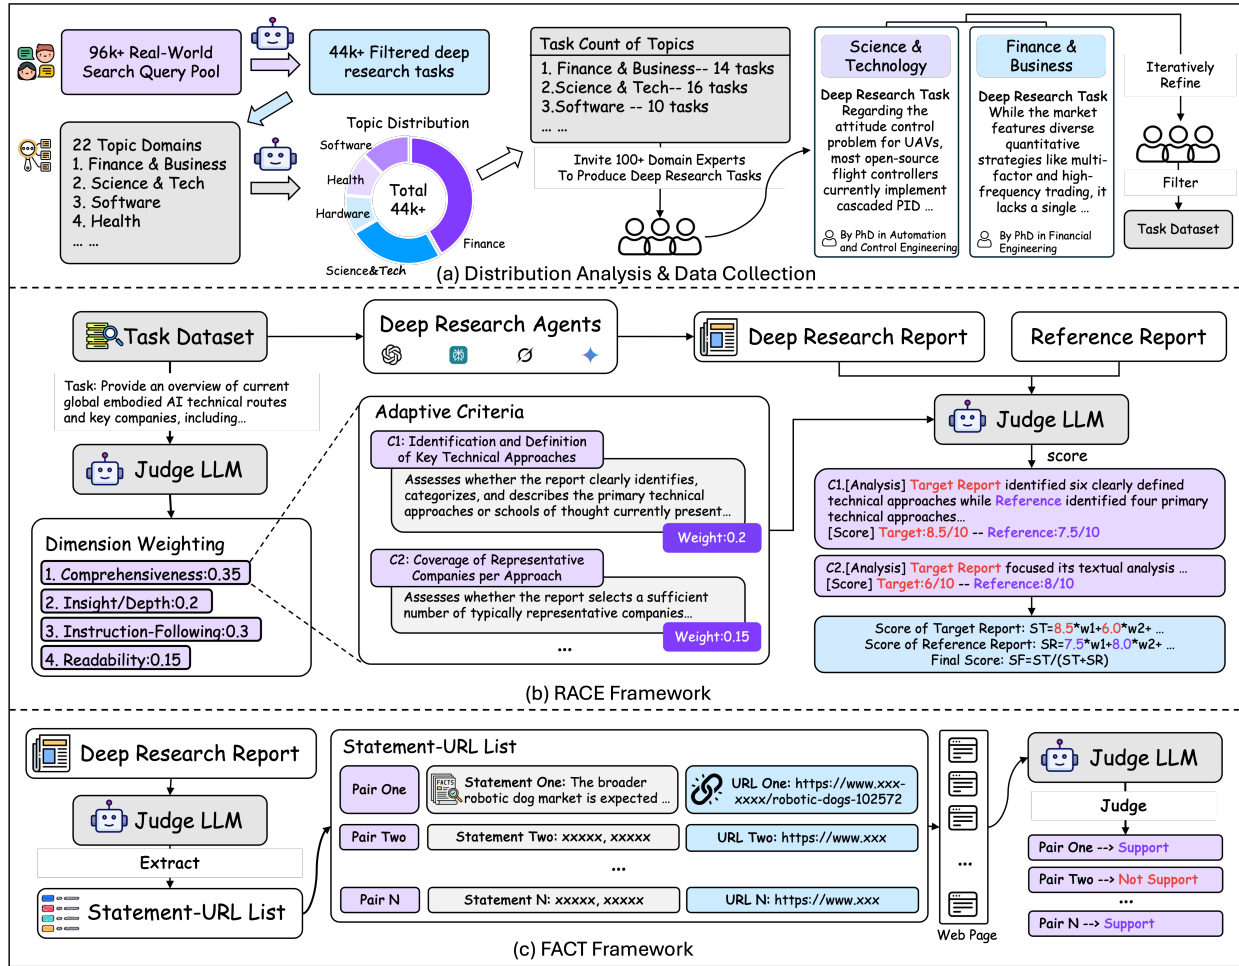 96k+ Real-World
Search Query Pool
44k+ Filtered deep
research tasks
22 Topic Domains
1. Finance & Business
2. Science & Tech
3. Software
4. Health
... ...
Topic Distribution
Software
Health
Hardware
Science&Tech
Finance
Total
44k+
Task Count of Topics
1. Finance & Business-- 14 tasks
2.Science & Tech-- 16 tasks
3.Software -- 10 tasks
... ...
Invite 100+ Domain Experts
To Produce Deep Research Tasks
Science &
Technology
Deep Research Task
Regarding the
attitude control
problem for UAVs,
most open-source
flight controllers
currently implement
cascaded PID ...
By PhD in Automation
and Control Engineering
Finance &
Business
Deep Research Task
While the market
features diverse
quantitative
strategies like multi-
factor and high-
frequency trading, it
lacks a single ...
By PhD in Financial
Engineering
Iteratively
Refine
Filter
Task Dataset
(a) Distribution Analysis & Data Collection
Task Dataset
Deep Research Agents
Deep Research Report
Reference Report
Task: Provide an overview of current
global embodied AI technical routes
and key companies, including...
Judge LLM
Dimension Weighting
1. Comprehensiveness:0.35
2. Insight/Depth:0.2
3. Instruction-Following:0.3
4. Readability:0.15
Adaptive Criteria
C1: Identification and Definition
of Key Technical Approaches
Assesses whether the report clearly identifies,
categorizes, and describes the primary technical
approaches or schools of thought currently present...
Weight:0.2
C2: Coverage of Representative
Companies per Approach
Assesses whether the report selects a sufficient
number of typically representative companies...
Weight:0.15
...
Judge LLM
score
C1.[Analysis] Target Report identified six clearly defined
technical approaches while Reference identified four primary
technical approaches...
[Score] Target:8.5/10 -- Reference:7.5/10
C2.[Analysis] Target Report focused its textual analysis ...
[Score] Target:6/10 -- Reference:8/10
Score of Target Report: ST=8.5*w1+6.0*w2+ ...
Score of Reference Report: SR=7.5*w1+8.0*w2+ ...
Final Score: SF=ST/(ST+SR)
(b) RACE Framework
Deep Research Report
Judge LLM
Extract
Statement-URL List
Statement-URL List
Pair One
FACTS
Statement One: The broader
robotic dog market is expected ...
URL One: https://www.xxx-
xxxx/robotic-dogs-102572
Pair Two
Statement Two: xxxxx, xxxxx
URL Two: https://www.xxx
...
Pair N
Statement N: xxxxx, xxxxx
URL N: https://www.xxx
...
Web Page
Judge LLM
Judge
Pair One --> Support
Pair Two --> Not Support
...
Pair N --> Support
(c) FACT Framework